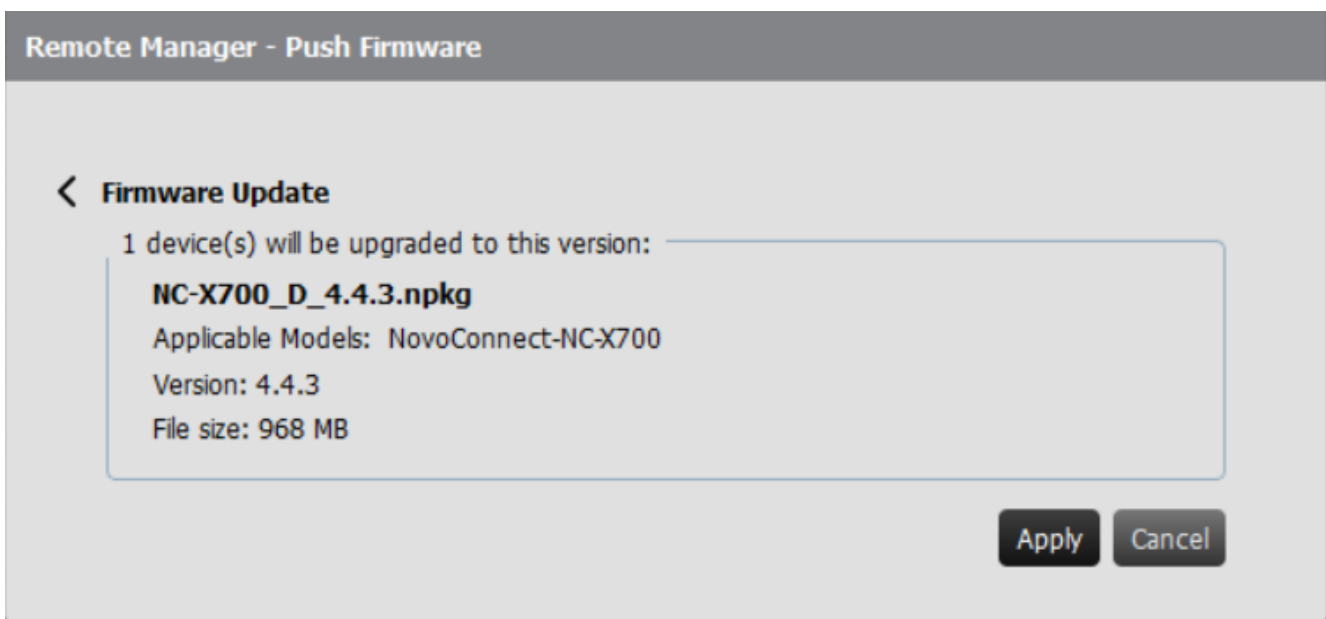 Remote Manager - Push Firmware
Firmware Update
1 device(s) will be upgraded to this version:
NC-X700_D_4.4.3.npkg
Applicable Models: NovoConnect-NC-X700
Version: 4.4.3
File size: 968 MB
Apply Cancel